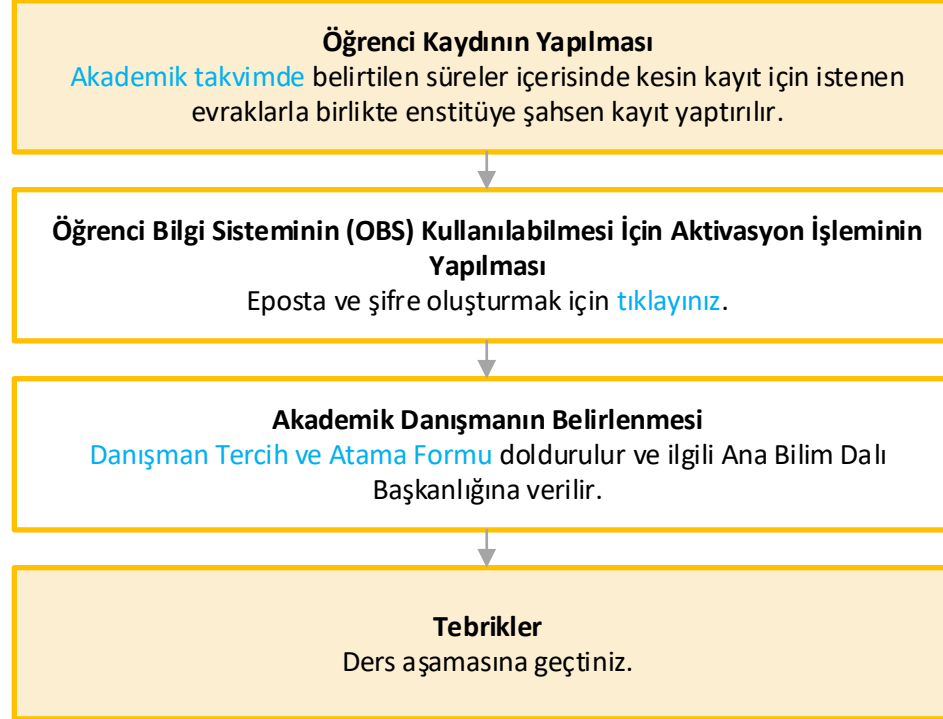 Öğrenci Kaydının Yapılması
Akademik takvimde belirtilen süreler içerisinde kesin kayıt için istenen
evraklarla birlikte enstitüye şahsen kayıt yaptırılır.
Öğrenci Bilgi Sisteminin (OBS) Kullanılabilmesi İçin Aktivasyon İşleminin
Yapılması
Eposta ve şifre oluşturmak için tıklayınız.
Akademik Danışmanın Belirlenmesi
Danışman Tercih ve Atama Formu doldurulur ve ilgili Ana Bilim Dalı
Başkanlığına verilir.
Tebrikler
Ders aşamasına geçtiniz.